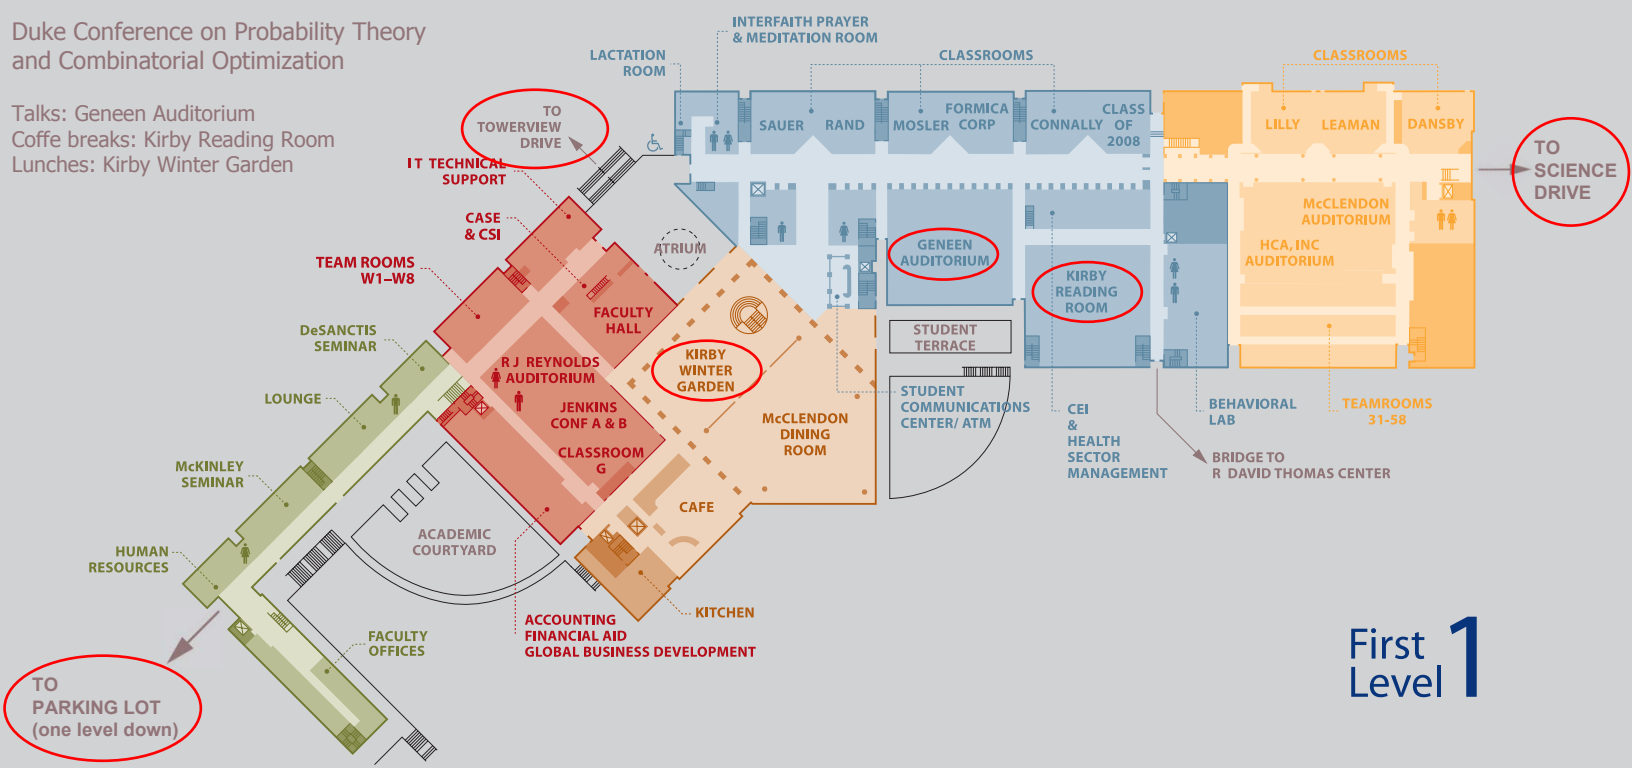 Duke Conference on Probability Theory
and Combinatorial Optimization
Talks: Geneen Auditorium
Coffe breaks: Kirby Reading Room
Lunches: Kirby Winter Garden
INTERFAITH PRAYER
& MEDITATION ROOM
LACTATION
ROOM
CLASSROOMS
CLASSROOMS
TO
TOWERVIEW
DRIVE
SAUER
RAND
MOSLER
FORMICA
CORP
CONNALLY
CLASS
OF
2008
LILLY
LEAMAN
DANSBY
TO
SCIENCE
DRIVE
I T TECHNICAL
SUPPORT
CASE
& CSI
ATRIUM
TEAM ROOMS
W1–W8
GENEEN
AUDITORIUM
KIRBY
READING
ROOM
McCLENDON
AUDITORIUM
HCA, INC
AUDITORIUM
FACULTY
HALL
DeSANCTIS
SEMINAR
STUDENT
TERRACE
R J REYNOLDS
AUDITORIUM
KIRBY
WINTER
GARDEN
LOUNGE
JENKINS
CONF A & B
McCLENDON
DINING
ROOM
STUDENT
COMMUNICATIONS
CENTER/ ATM
CEI
&
HEALTH
SECTOR
MANAGEMENT
BEHAVIORAL
LAB
TEAMROOMS
31-58
BRIDGE TO
R DAVID THOMAS CENTER
CLASSROOM
G
McKINLEY
SEMINAR
CAFE
ACADEMIC
COURTYARD
HUMAN
RESOURCES
KITCHEN
ACCOUNTING
FINANCIAL AID
GLOBAL BUSINESS DEVELOPMENT
FACULTY
OFFICES
TO
PARKING LOT
(one level down)
First
Level 1